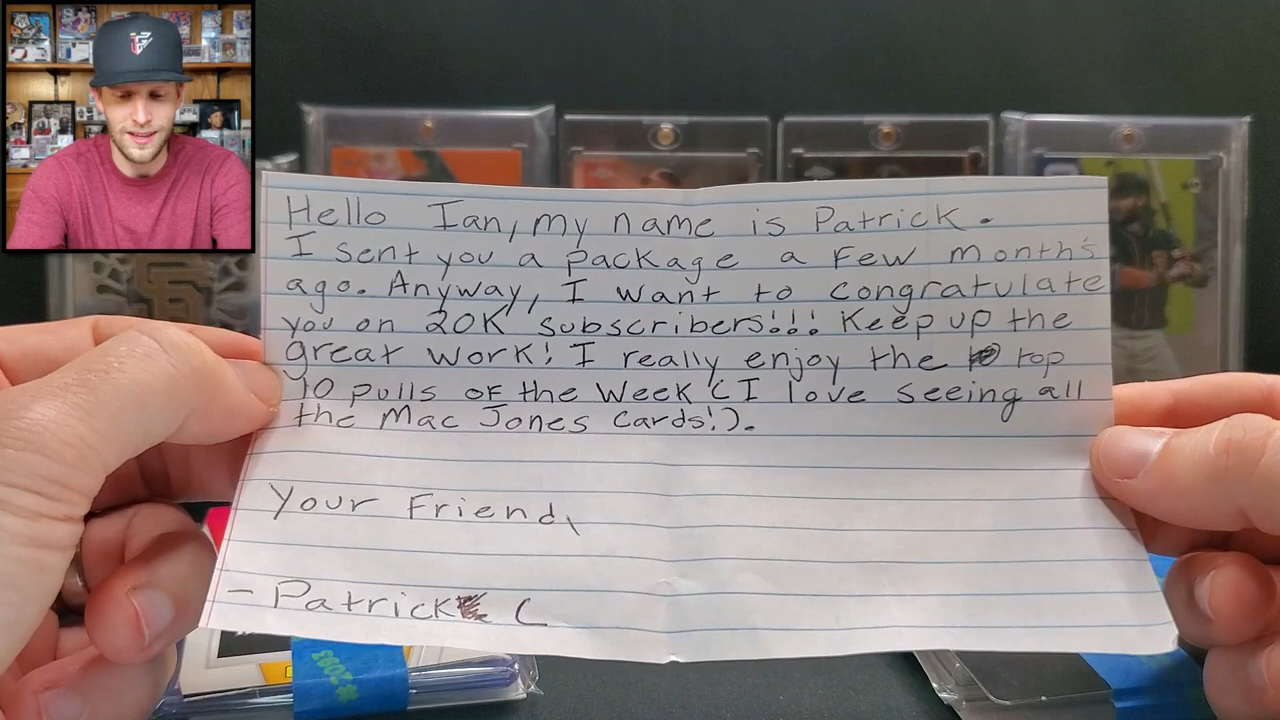 Hello Ian, my name is Patrick.
I sent you a package a few months
ago. Anyway, I want to congratulate
you on 20K subscribers!!! Keep up the
great work! I really enjoy the top
10 pulls of the Week (I love seeing all
the Mac Jones Cards!).
Your Friend,
- Patrick C
#2093